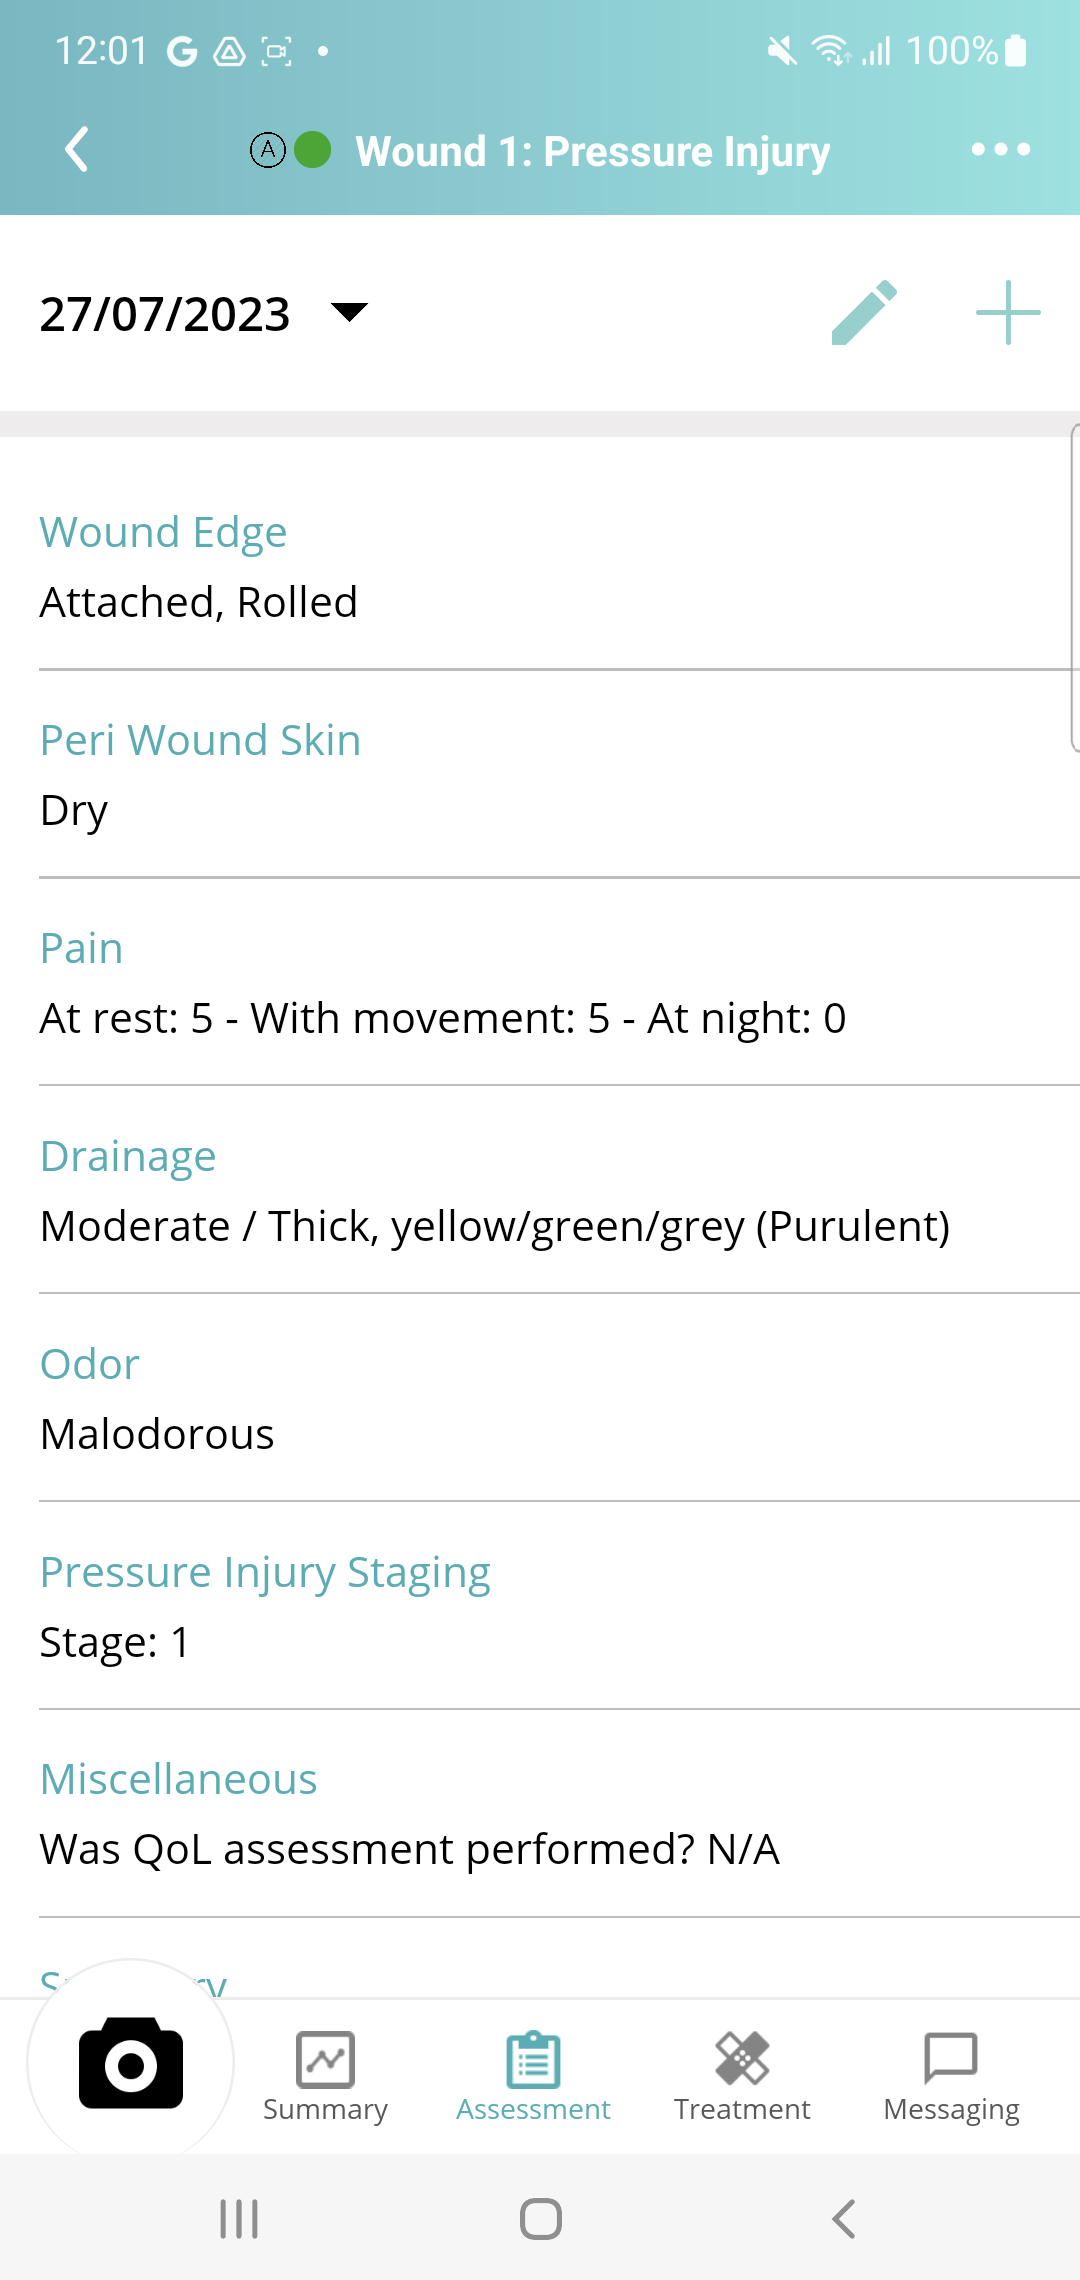 12:01 G 100%
A Wound 1: Pressure Injury
27/07/2023
Wound Edge
Attached, Rolled
Peri Wound Skin
Dry
Pain
At rest: 5 - With movement: 5 - At night: 0
Drainage
Moderate / Thick, yellow/green/grey (Purulent)
Odor
Malodorous
Pressure Injury Staging
Stage: 1
Miscellaneous
Was QoL assessment performed? N/A
Summary Assessment Treatment Messaging